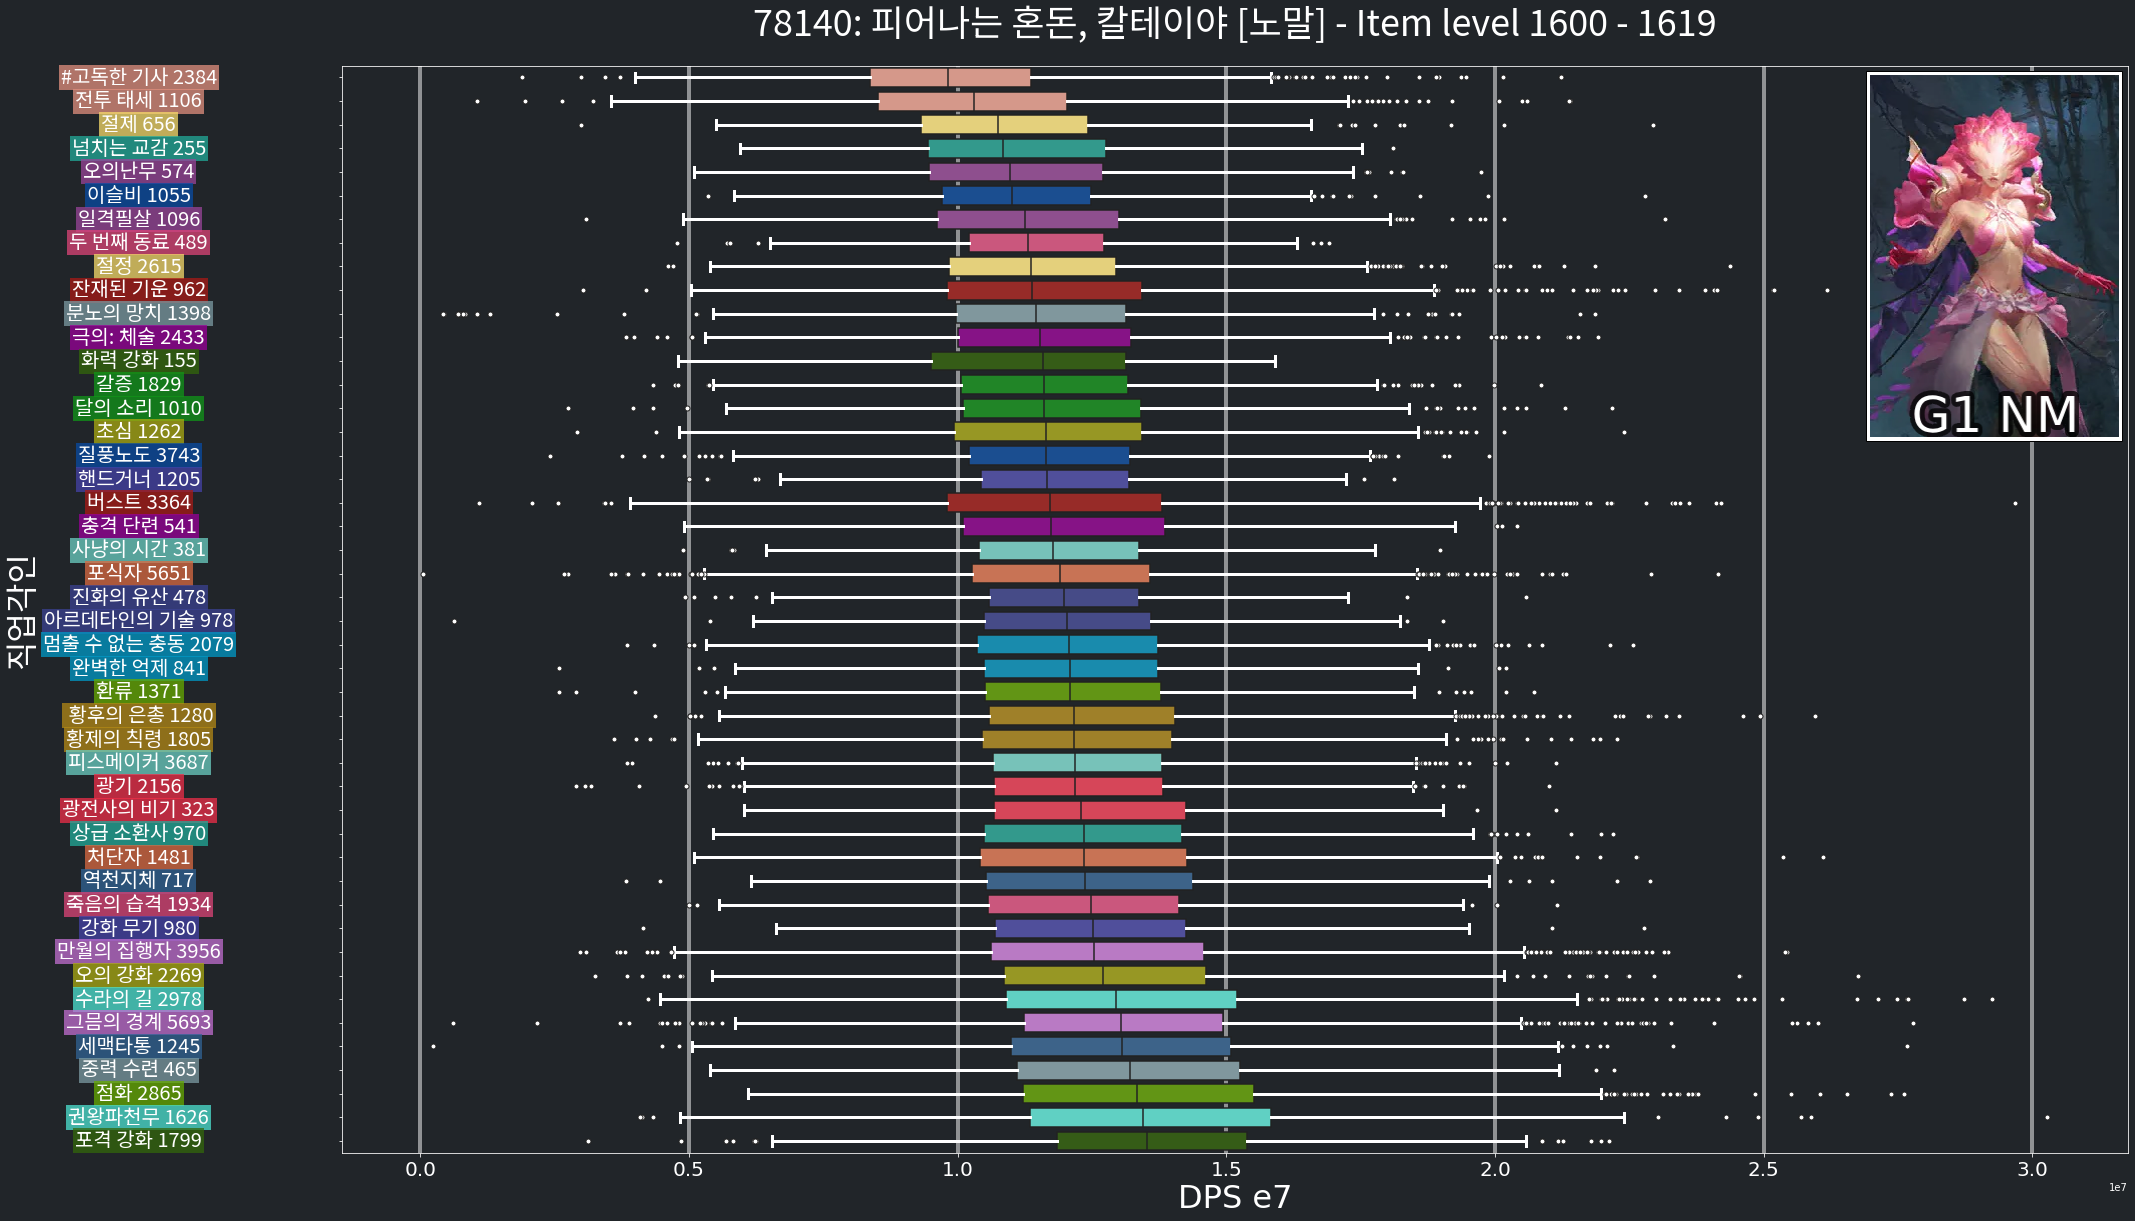 78140: 피어나는 혼돈, 칼테이야 [노말] - Item level 1600 - 1619
#고독한 기사 2384
전투 태세 1106
절제 656
넘치는 교감 255
오의난무 574
이슬비 1055
일격필살 1096
두 번째 동료 489
절정 2615
잔재된 기운 962
분노의 망치 1398
극의: 체술 2433
화력 강화 155
갈증 1829
달의 소리 1010
초심 1262
질풍노도 3743
핸드거너 1205
버스트 3364
충격 단련 541
사냥의 시간 381
포식자 5651
진화의 유산 478
아르데타인의 기술 978
멈출 수 없는 충동 2079
완벽한 억제 841
환류 1371
황후의 은총 1280
황제의 칙령 1805
피스메이커 3687
광기 2156
광전사의 비기 323
상급 소환사 970
처단자 1481
역천지체 717
죽음의 습격 1934
강화 무기 980
만월의 집행자 3956
오의 강화 2269
수라의 길 2978
그믐의 경계 5693
세맥타통 1245
중력 수련 465
점화 2865
권왕파천무 1626
포격 강화 1799
직업각인
G1 NM
0.0 0.5 1.0 1.5 2.0 2.5 3.0
DPS e7
1e7